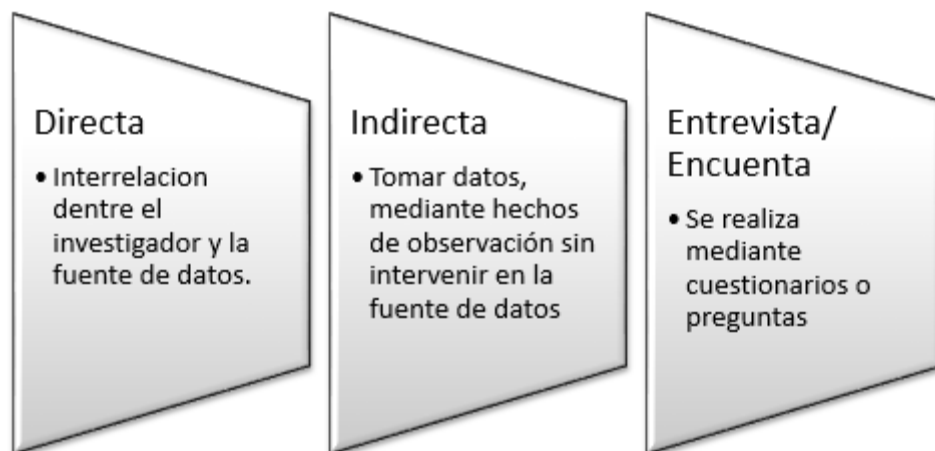 Directa
• Interrelacion
dentre el
investigador y la
fuente de datos.
Indirecta
• Tomar datos,
mediante hechos
de observación sin
intervenir en la
fuente de datos
Entrevista/
Encuenta
• Se realiza
mediante
cuestionarios o
preguntas